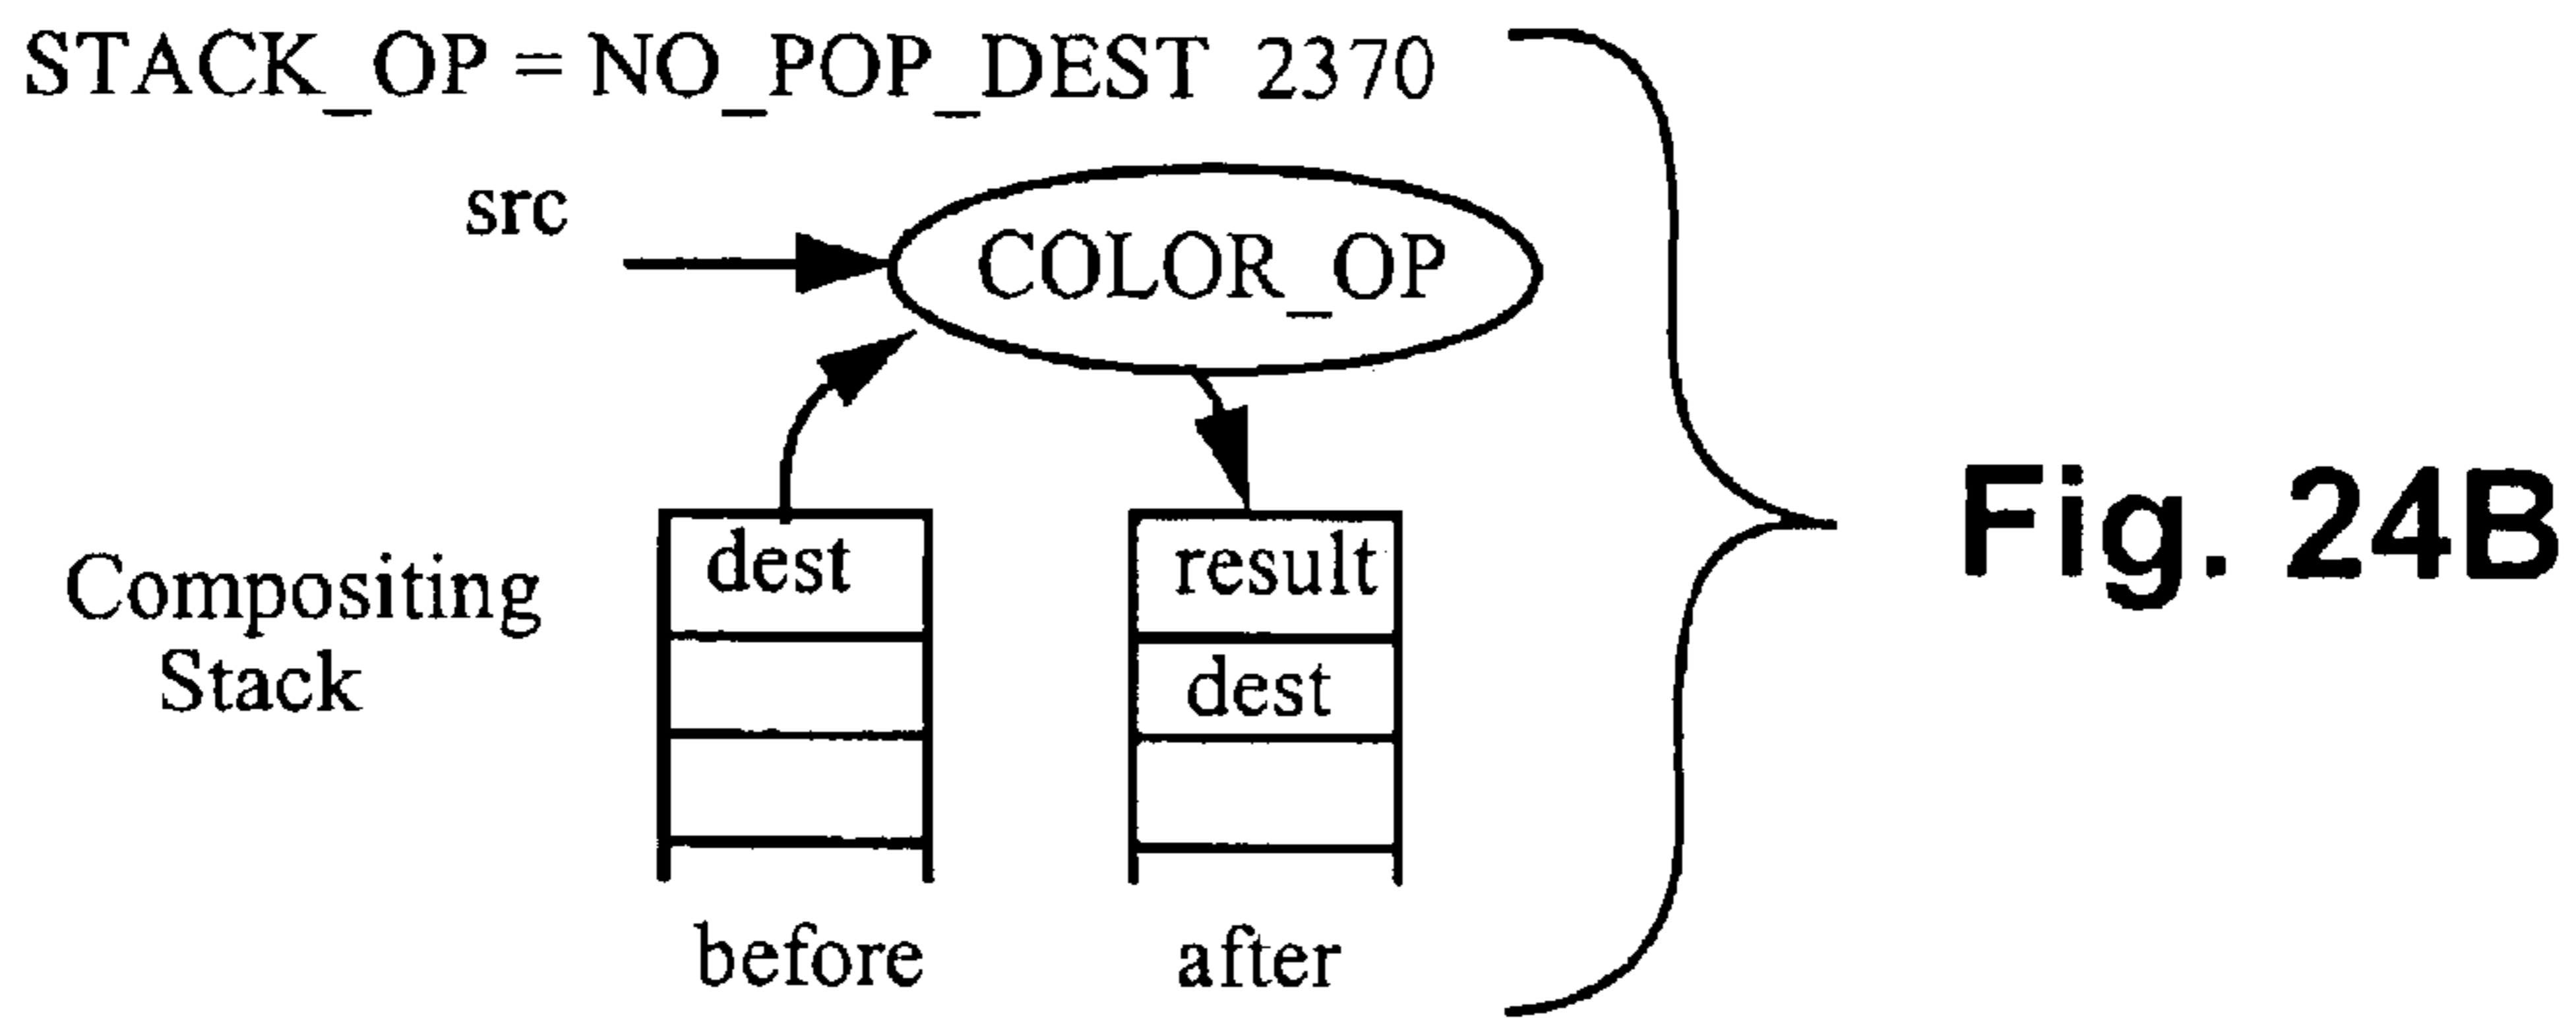 STACK_OP = NO_POP_DEST 2370
src
COLOR_OP
dest
result
Compositing
Stack
dest
before
after
Fig. 24B